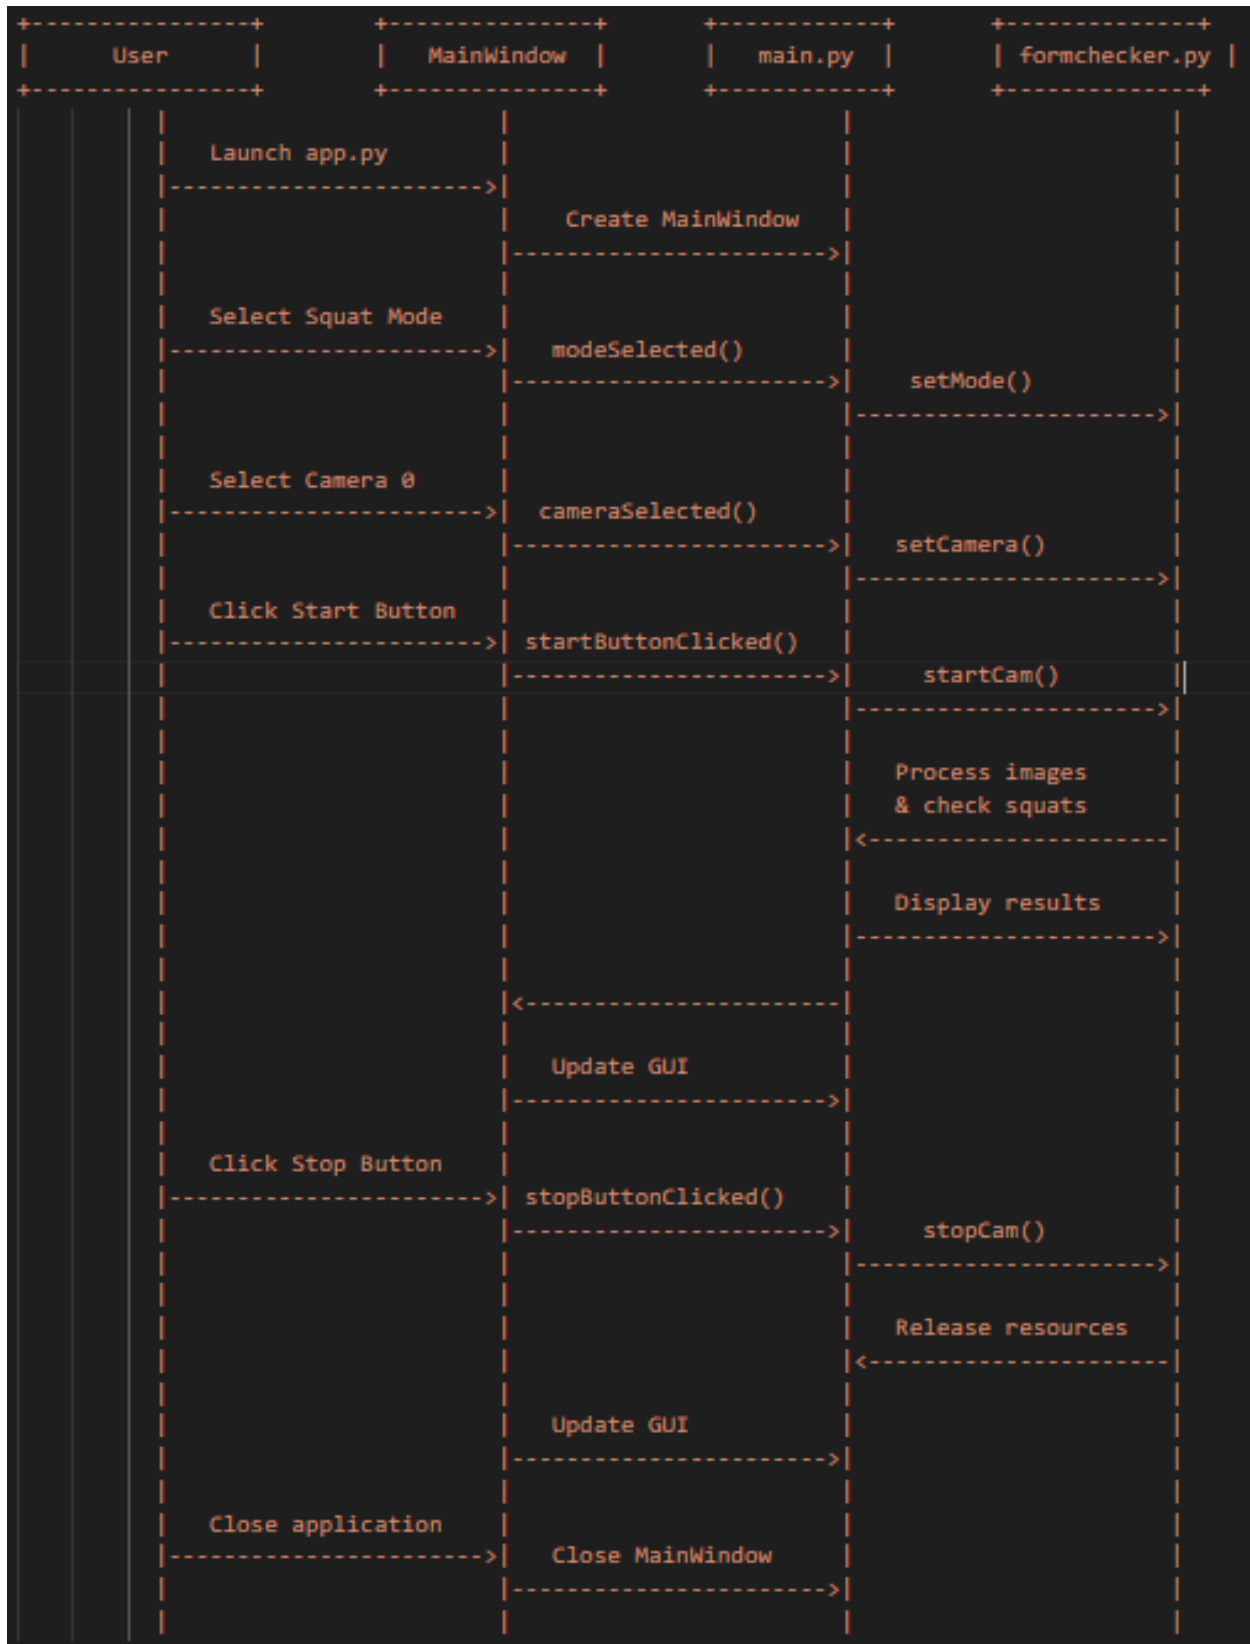 User MainWindow main.py formchecker.py
Launch app.py
Create MainWindow
Select Squat Mode
modeSelected()
setMode()
Select Camera 0
cameraSelected()
setCamera()
Click Start Button
startButtonClicked()
startCam()
Process images
& check squats
Display results
Update GUI
Click Stop Button
stopButtonClicked()
stopCam()
Release resources
Update GUI
Close application
Close MainWindow